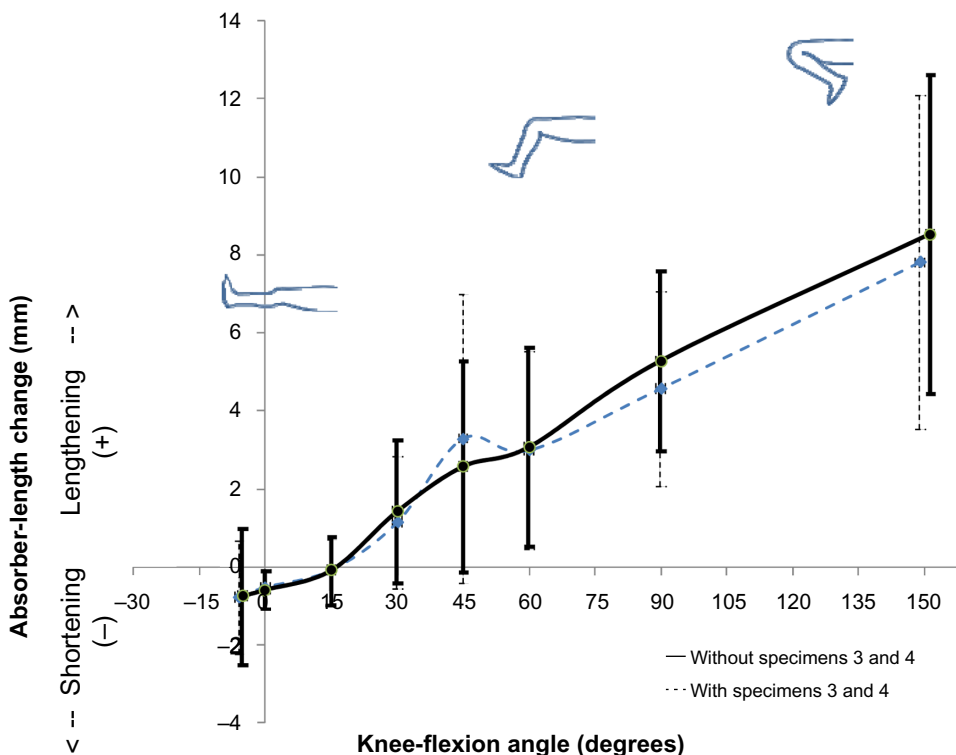 14
12
10
8
6
4
2
0
–2
–4
–30 –15 0 15 30 45 60 75 90 105 120 135 150
Absorber-length change (mm)
< -- Shortening Lengthening -- >
(–) (+)
Without specimens 3 and 4
With specimens 3 and 4
Knee-flexion angle (degrees)